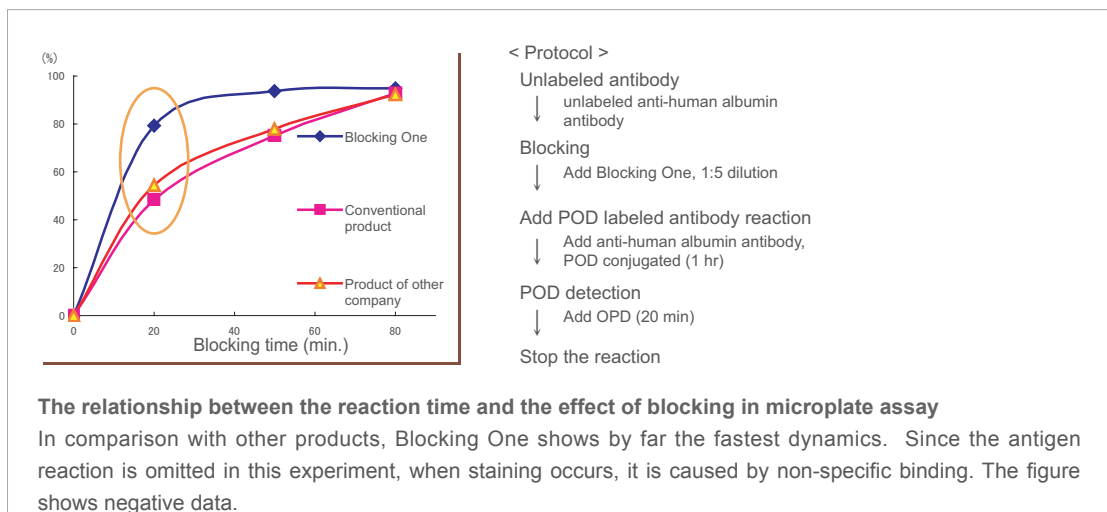 (%)
100
80
60
40
20
0
0
20
40
60
80
Blocking time (min.)
Blocking One
Conventional
product
Product of other
company
< Protocol >
Unlabeled antibody
unlabeled anti-human albumin
antibody
Blocking
Add Blocking One, 1:5 dilution
Add POD labeled antibody reaction
Add anti-human albumin antibody,
POD conjugated (1 hr)
POD detection
Add OPD (20 min)
Stop the reaction
The relationship between the reaction time and the effect of blocking in microplate assay
In comparison with other products, Blocking One shows by far the fastest dynamics. Since the antigen
reaction is omitted in this experiment, when staining occurs, it is caused by non-specific binding. The figure
shows negative data.